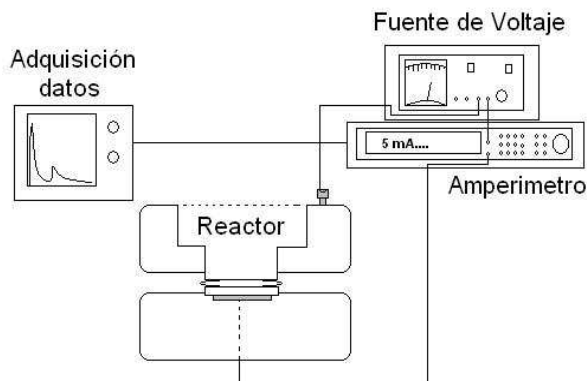 Fuente de Voltaje
Adquisición
datos
5 mA....
Amperimetro
Reactor